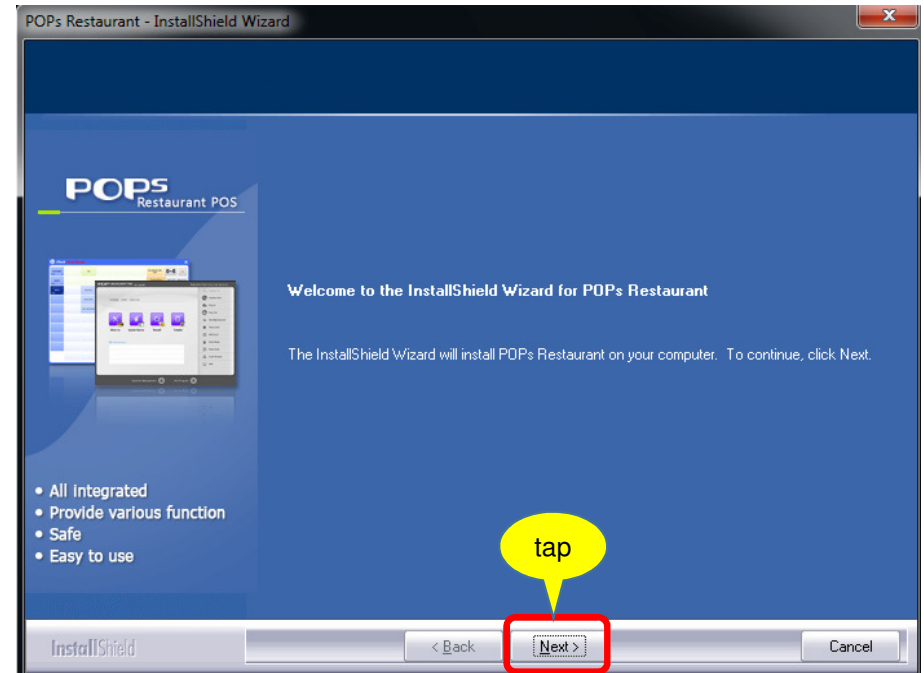 POPs Restaurant - InstallShield Wizard
POPs
Restaurant POS
Welcome to the InstallShield Wizard for POPs Restaurant
The InstallShield Wizard will install POPs Restaurant on your computer. To continue, click Next.
• All integrated
• Provide various function
• Safe
• Easy to use
tap
InstallShield
< Back
Next >
Cancel